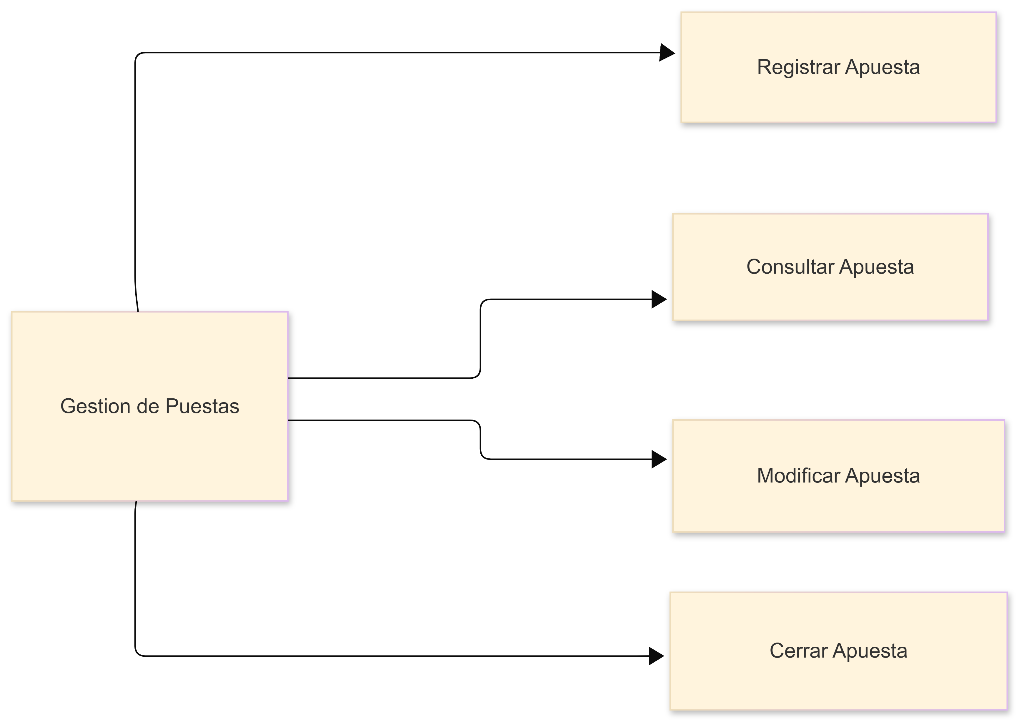 Registrar Apuesta
Consultar Apuesta
Gestion de Puestas
Modificar Apuesta
Cerrar Apuesta